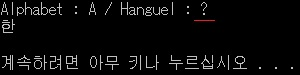 Alphabet : A / Hanguel : ?
한
계속하려면 아무 키나 누르십시오 . . .